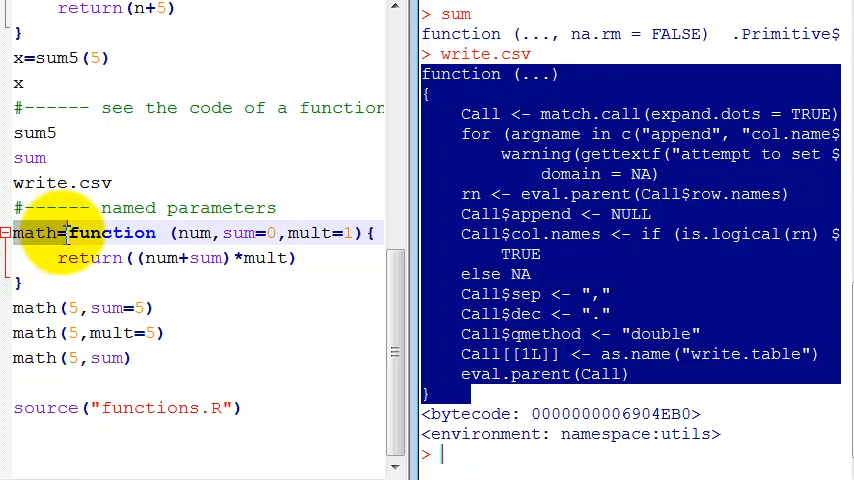 return(n+5)
}
x=sum5(5)
x
#------ see the code of a function
sum5
sum
write.csv
#------ named parameters
math=function (num,sum=0,mult=1){
return((num+sum)*mult)
}
math(5,sum=5)
math(5,mult=5)
math(5,sum)
source("functions.R")
> sum
function (..., na.rm = FALSE)  .Primitive$
> write.csv
function (...)
{
Call <- match.call(expand.dots = TRUE)
for (argname in c("append", "col.name$
warning(gettextf("attempt to set $
domain = NA)
rn <- eval.parent(Call$row.names)
Call$append <- NULL
Call$col.names <- if (is.logical(rn) $
TRUE
else NA
Call$sep <- ","
Call$dec <- "."
Call$qmethod <- "double"
Call[[1L]] <- as.name("write.table")
eval.parent(Call)
}
<bytecode: 0000000006904EB0>
<environment: namespace:utils>
>